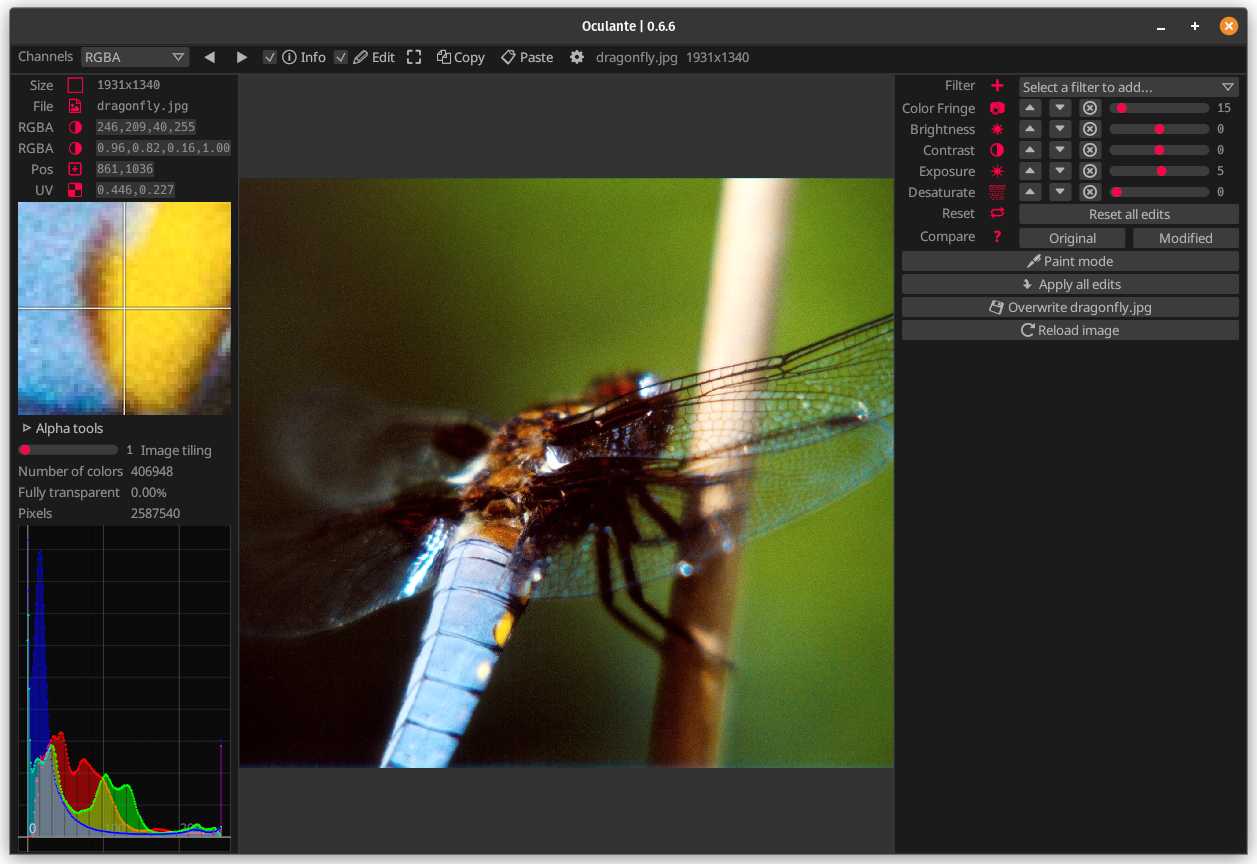 Oculante | 0.6.6
Channels RGBA Info Edit Copy Paste dragonfly.jpg 1931x1340
Size 1931x1340
File dragonfly.jpg
RGBA 246,209,40,255
RGBA 0.96,0.82,0.16,1.00
Pos 861,1036
UV 0.446,0.227
Alpha tools
1 Image tiling
Number of colors 406948
Fully transparent 0.00%
Pixels 2587540
0 100 200
Filter Select a filter to add...
Color Fringe 15
Brightness 0
Contrast 0
Exposure 5
Desaturate 0
Reset Reset all edits
Compare ? Original Modified
Paint mode
Apply all edits
Overwrite dragonfly.jpg
Reload image